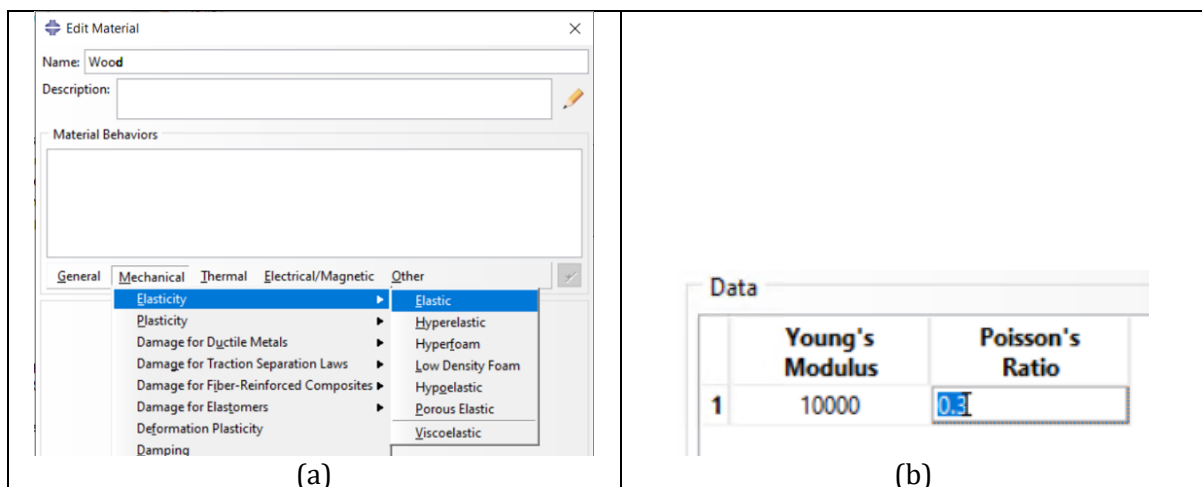 Edit Material
Name: Wood
Description:
Material Behaviors
General Mechanical Thermal Electrical/Magnetic Other
Elasticity
Plasticity
Damage for Ductile Metals
Damage for Traction Separation Laws
Damage for Fiber-Reinforced Composites
Damage for Elastomers
Deformation Plasticity
Damping
Elastic
Hyperelastic
Hyperfoam
Low Density Foam
Hypoelastic
Porous Elastic
Viscoelastic
(a)
Data
Young's Modulus Poisson's Ratio
1 10000 0.3
(b)